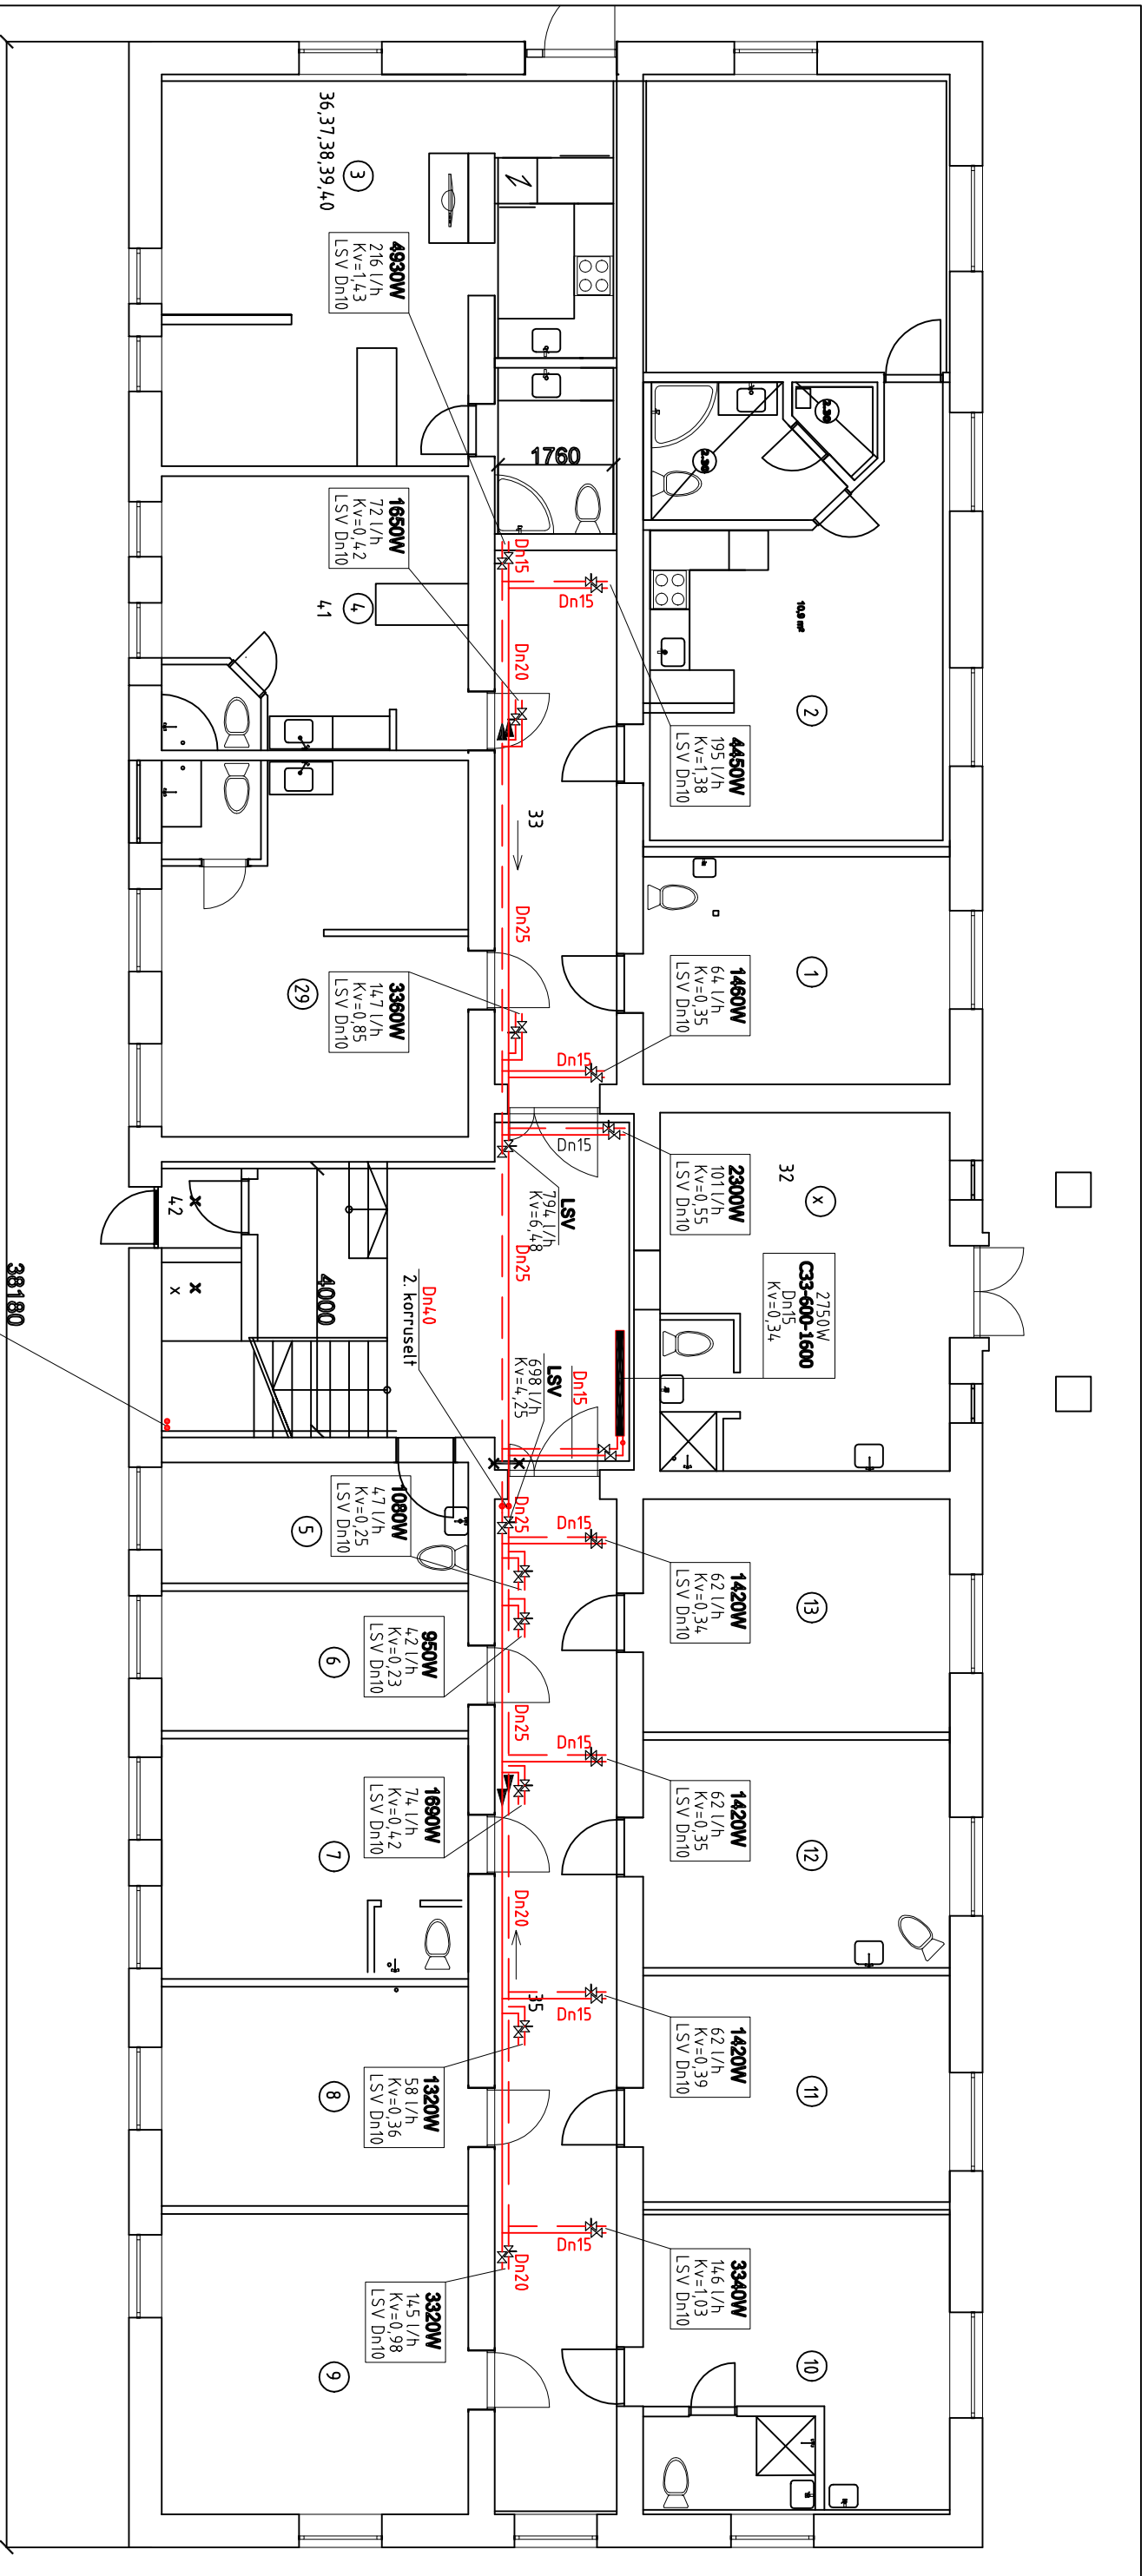 36,37,38,39,40
3
4930W
216 l/h
Kv=1,43
LSV Dn10
2.30
2.30
1760
Dn15
Dn15
1650W
72 l/h
Kv=0,42
LSV Dn10
4
41
Dn20
10,9 m²
2
4450W
195 l/h
Kv=1,38
LSV Dn10
33
Dn25
1
1460W
64 l/h
Kv=0,35
LSV Dn10
29
3360W
147 l/h
Kv=0,85
LSV Dn10
Dn15
Dn15
32
x
2300W
101 l/h
Kv=0,55
LSV Dn10
2750W
C33-600-1600
Dn15
Kv=0,34
LSV
794 l/h
Kv=6,48
Dn25
x
42
x
x
4000
38180
Dn40
2. korruselt
Dn15
LSV
698 l/h
Kv=4,25
Dn25
Dn15
1080W
47 l/h
Kv=0,25
LSV Dn10
5
1420W
62 l/h
Kv=0,34
LSV Dn10
13
950W
42 l/h
Kv=0,23
LSV Dn10
6
Dn25
Dn15
1420W
62 l/h
Kv=0,35
LSV Dn10
12
1690W
74 l/h
Kv=0,42
LSV Dn10
7
Dn20
35
Dn15
1420W
62 l/h
Kv=0,39
LSV Dn10
11
1320W
58 l/h
Kv=0,36
LSV Dn10
8
Dn15
Dn20
3340W
146 l/h
Kv=1,03
LSV Dn10
10
3320W
145 l/h
Kv=0,98
LSV Dn10
9